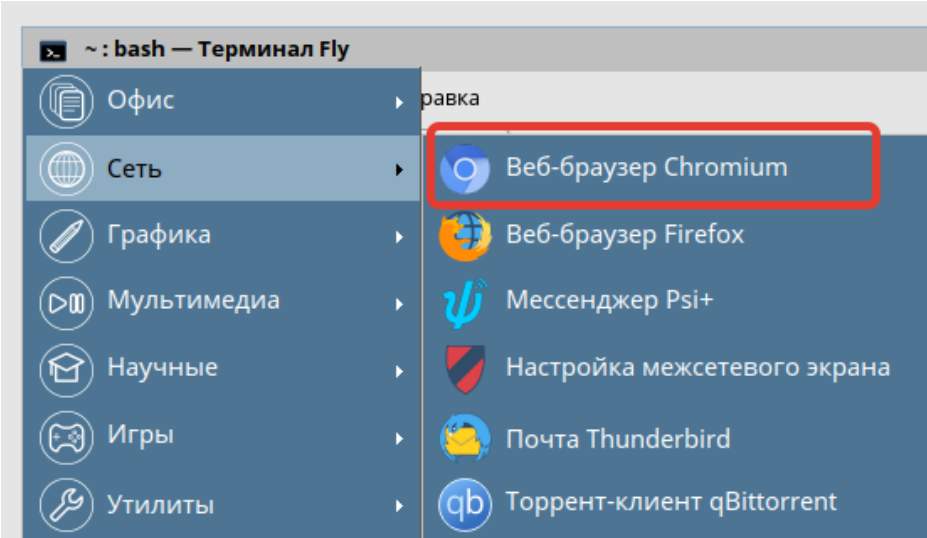 ~ : bash — Терминал Fly
равка
Офис
Сеть
Графика
Мультимедиа
Научные
Игры
Утилиты
Веб-браузер Chromium
Веб-браузер Firefox
Мессенджер Psi+
Настройка межсетевого экрана
Почта Thunderbird
Торрент-клиент qBittorrent